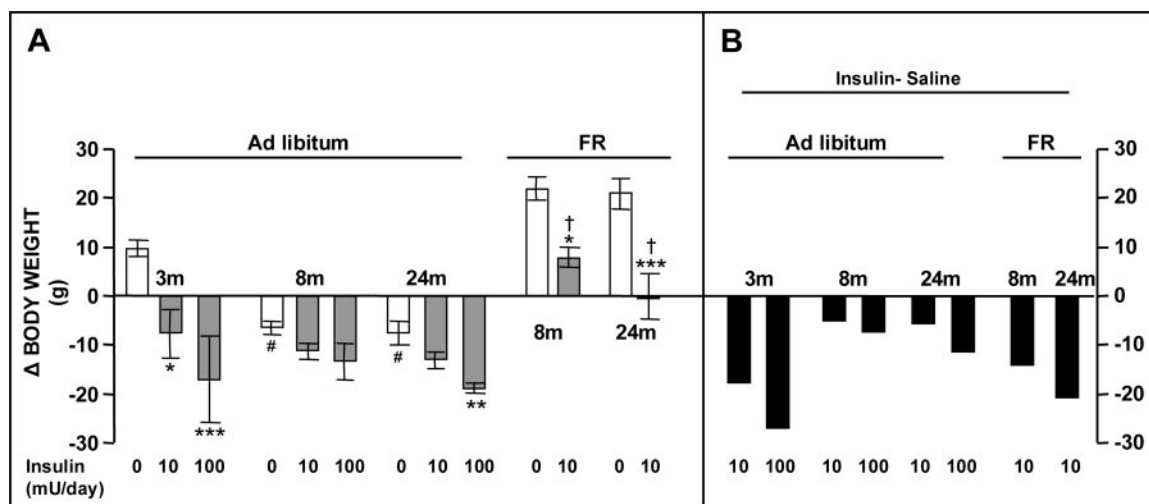 A
Ad libitum
FR
Δ BODY WEIGHT
(g)
30
20
10
0
-10
-20
-30
3m
8m
24m
8m
24m
*
***
#
#
**
†
*
†
***
Insulin
(mU/day)
0 10 100 0 10 100 0 10 100 0 10 0 10
B
Insulin- Saline
Ad libitum
FR
3m 8m 24m 8m 24m
30
20
10
0
-10
-20
-30
10 100 10 100 10 100 10 10